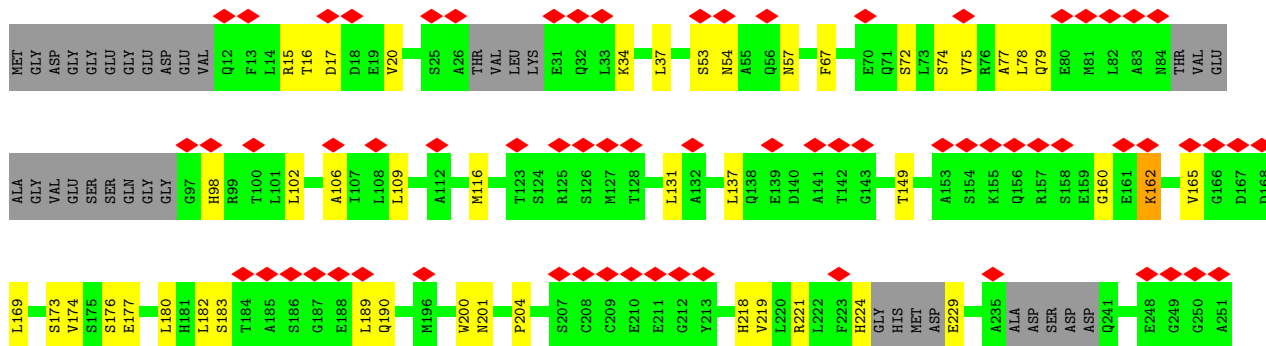 MET GLY ASP GLY GLY GLU GLY GLU ASP GLU VAL Q12 F13 L14 R15 T16 D17 D18 E19 V20 S25 A26 THR VAL LEU LYS E31 Q32 L33 K34 L37 S53 N54 A55 Q56 N57 F67 E70 Q71 S72 L73 S74 V75 R76 A77 L78 Q79 E80 M81 L82 A83 N84 THR VAL GLU
ALA GLY VAL GLU SER SER GLN GLY GLY G97 H98 R99 T100 L101 L102 A106 I107 L108 L109 A112 M116 T123 S124 R125 S126 M127 T128 L131 A132 L137 Q138 E139 D140 A141 T142 G143 T149 A153 S154 K155 Q156 R157 S158 E159 G160 E161 K162 V165 G166 D167 D168
L169 S173 V174 S175 S176 E177 L180 H181 L182 S183 T184 A185 S186 G187 E188 L189 Q190 M196 W200 N201 P204 S207 C208 C209 E210 E211 G212 Y213 H218 V219 L220 R221 L222 F223 H224 GLY HIS MET ASP E229 A235 ALA ASP SER ASP ASP Q241 E248 G249 G250 A251